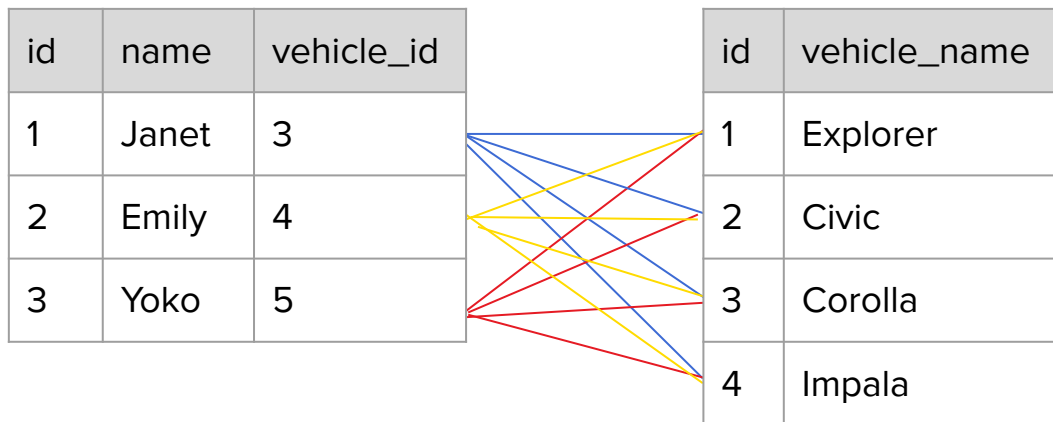 id name vehicle_id
1 Janet 3
2 Emily 4
3 Yoko 5
id vehicle_name
1 Explorer
2 Civic
3 Corolla
4 Impala